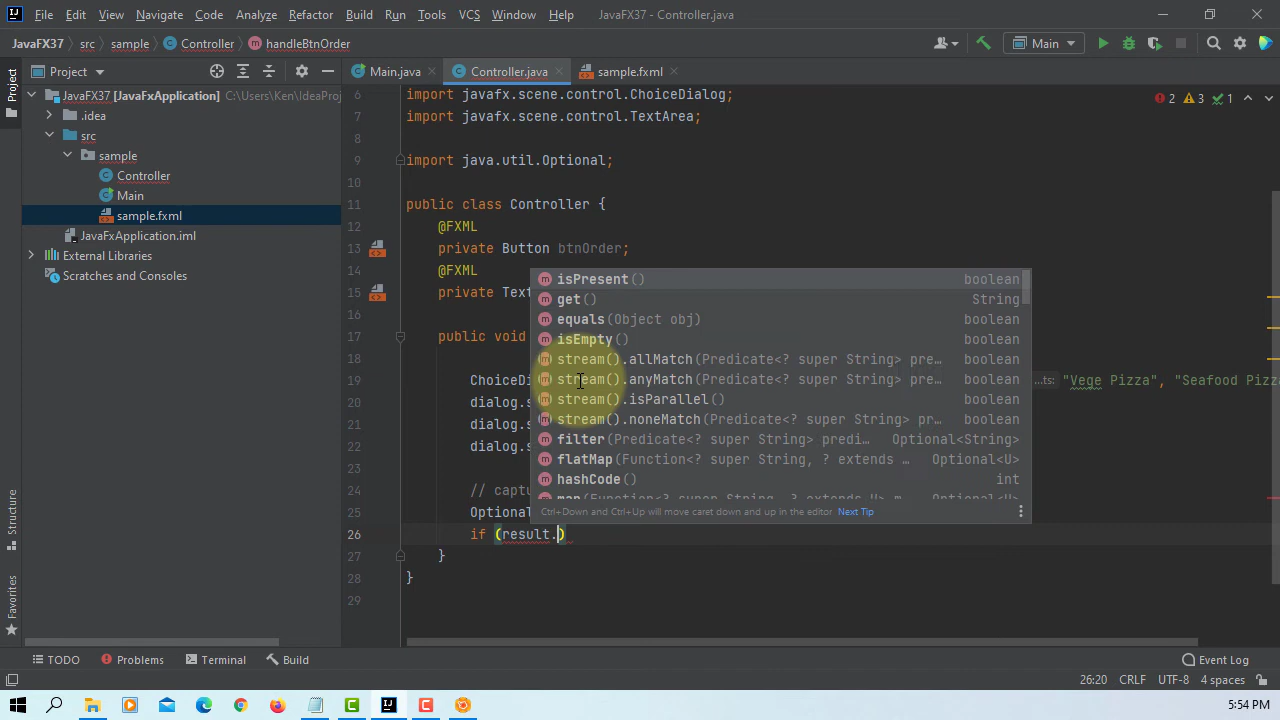 File Edit View Navigate Code Analyze Refactor Build Run Tools VCS Window Help JavaFX37 - Controller.java
JavaFX37 src sample Controller handleBtnOrder Main
Project Main.java Controller.java sample.fxml
Project
JavaFX37 [JavaFxApplication] C:\Users\Ken\IdeaProj
.idea
src
sample
Controller
Main
sample.fxml
JavaFxApplication.iml
External Libraries
Scratches and Consoles
2 3 1
6 import javafx.scene.control.ChoiceDialog;
7 import javafx.scene.control.TextArea;
8
9 import java.util.Optional;
10
11 public class Controller {
12 @FXML
13 private Button btnOrder;
14 @FXML
15 private Text
16
17 public void
18
19 ChoiceDi ...ts: "Vege Pizza", "Seafood Pizz
20 dialog.s
21 dialog.s
22 dialog.s
23
24 // captu
25 Optional
26 if (result.)
27 }
28 }
29
isPresent() boolean
get() String
equals(Object obj) boolean
isEmpty() boolean
stream().allMatch(Predicate<? super String> pre… boolean
stream().anyMatch(Predicate<? super String> pre… boolean
stream().isParallel() boolean
stream().noneMatch(Predicate<? super String> pr… boolean
filter(Predicate<? super String> predi… Optional<String>
flatMap(Function<? super String, ? extends … Optional<U>
hashCode() int
map(Function<? super String, ? extends U> m Optional<U>
Ctrl+Down and Ctrl+Up will move caret down and up in the editor Next Tip
Structure
Favorites
TODO Problems Terminal Build Event Log
26:20 CRLF UTF-8 4 spaces
5:54 PM